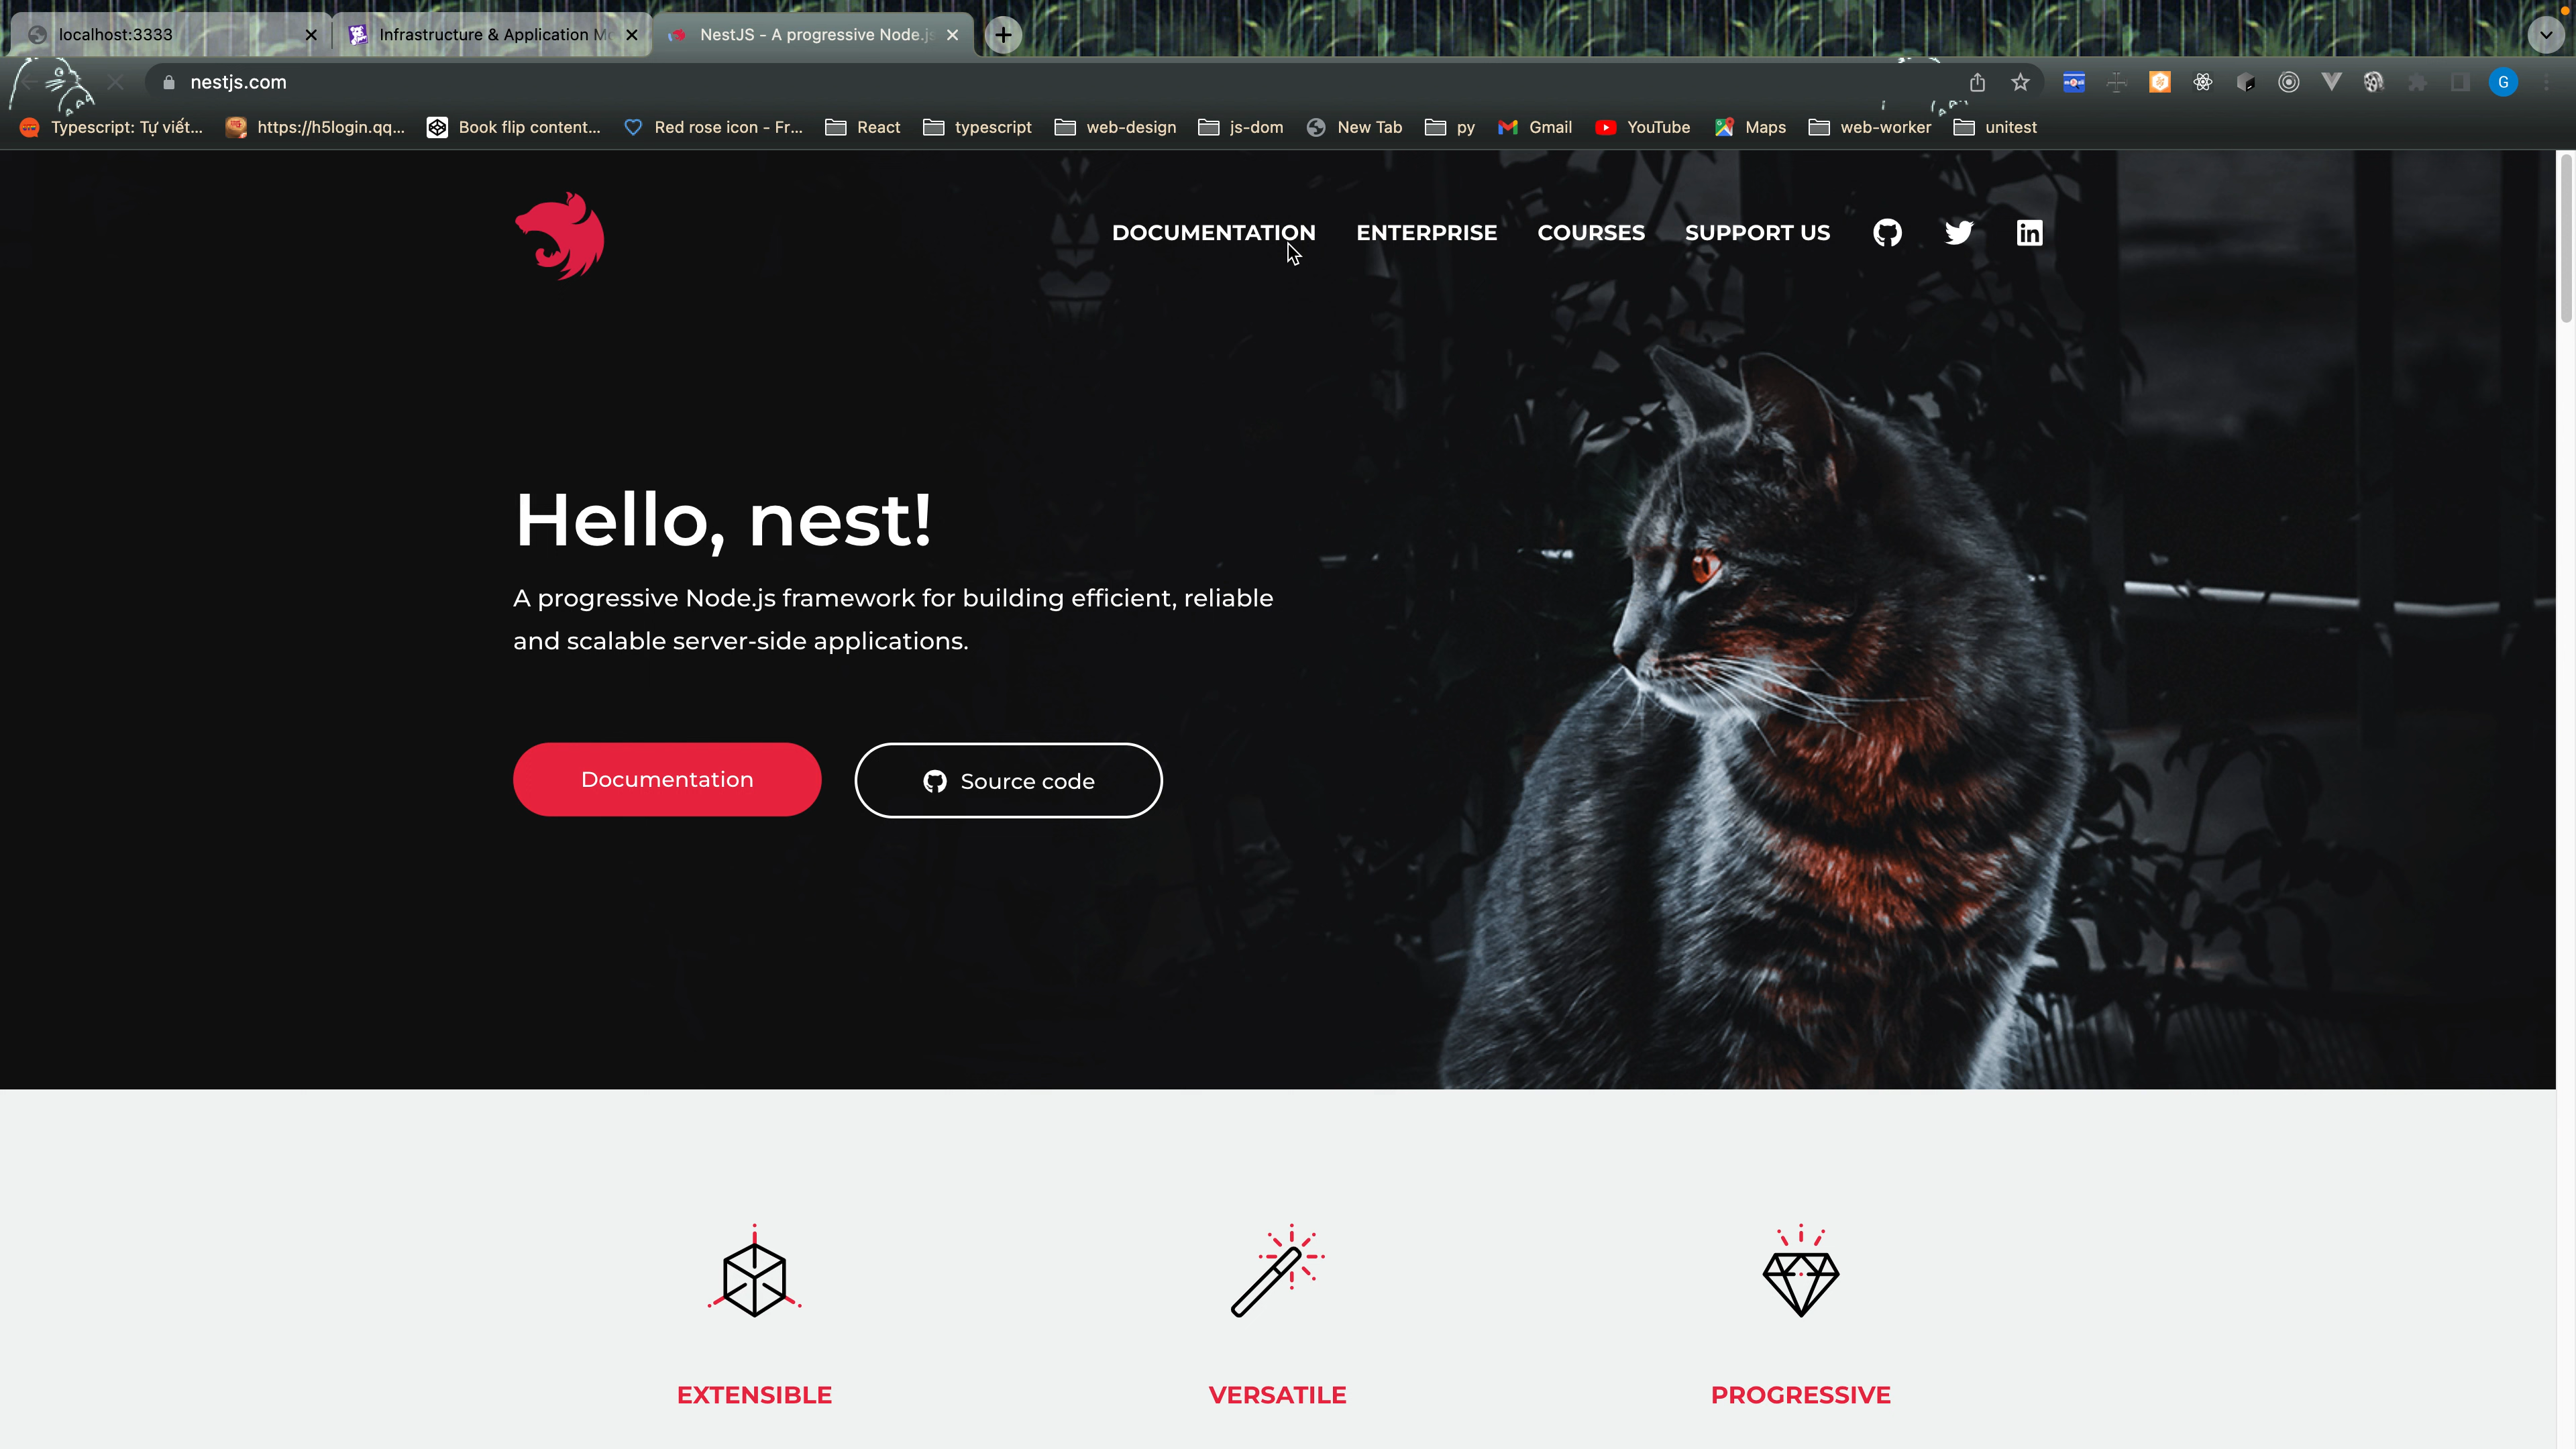 localhost:3333
Infrastructure & Application Mo
NestJS - A progressive Node.js
nestjs.com
G
Typescript: Tự viết...
https://h5login.qq...
Book flip content...
Red rose icon - Fr...
React
typescript
web-design
js-dom
New Tab
py
Gmail
YouTube
Maps
web-worker
unitest
DOCUMENTATION
ENTERPRISE
COURSES
SUPPORT US
in
Hello, nest!
A progressive Node.js framework for building efficient, reliable
and scalable server-side applications.
Documentation
Source code
EXTENSIBLE
VERSATILE
PROGRESSIVE